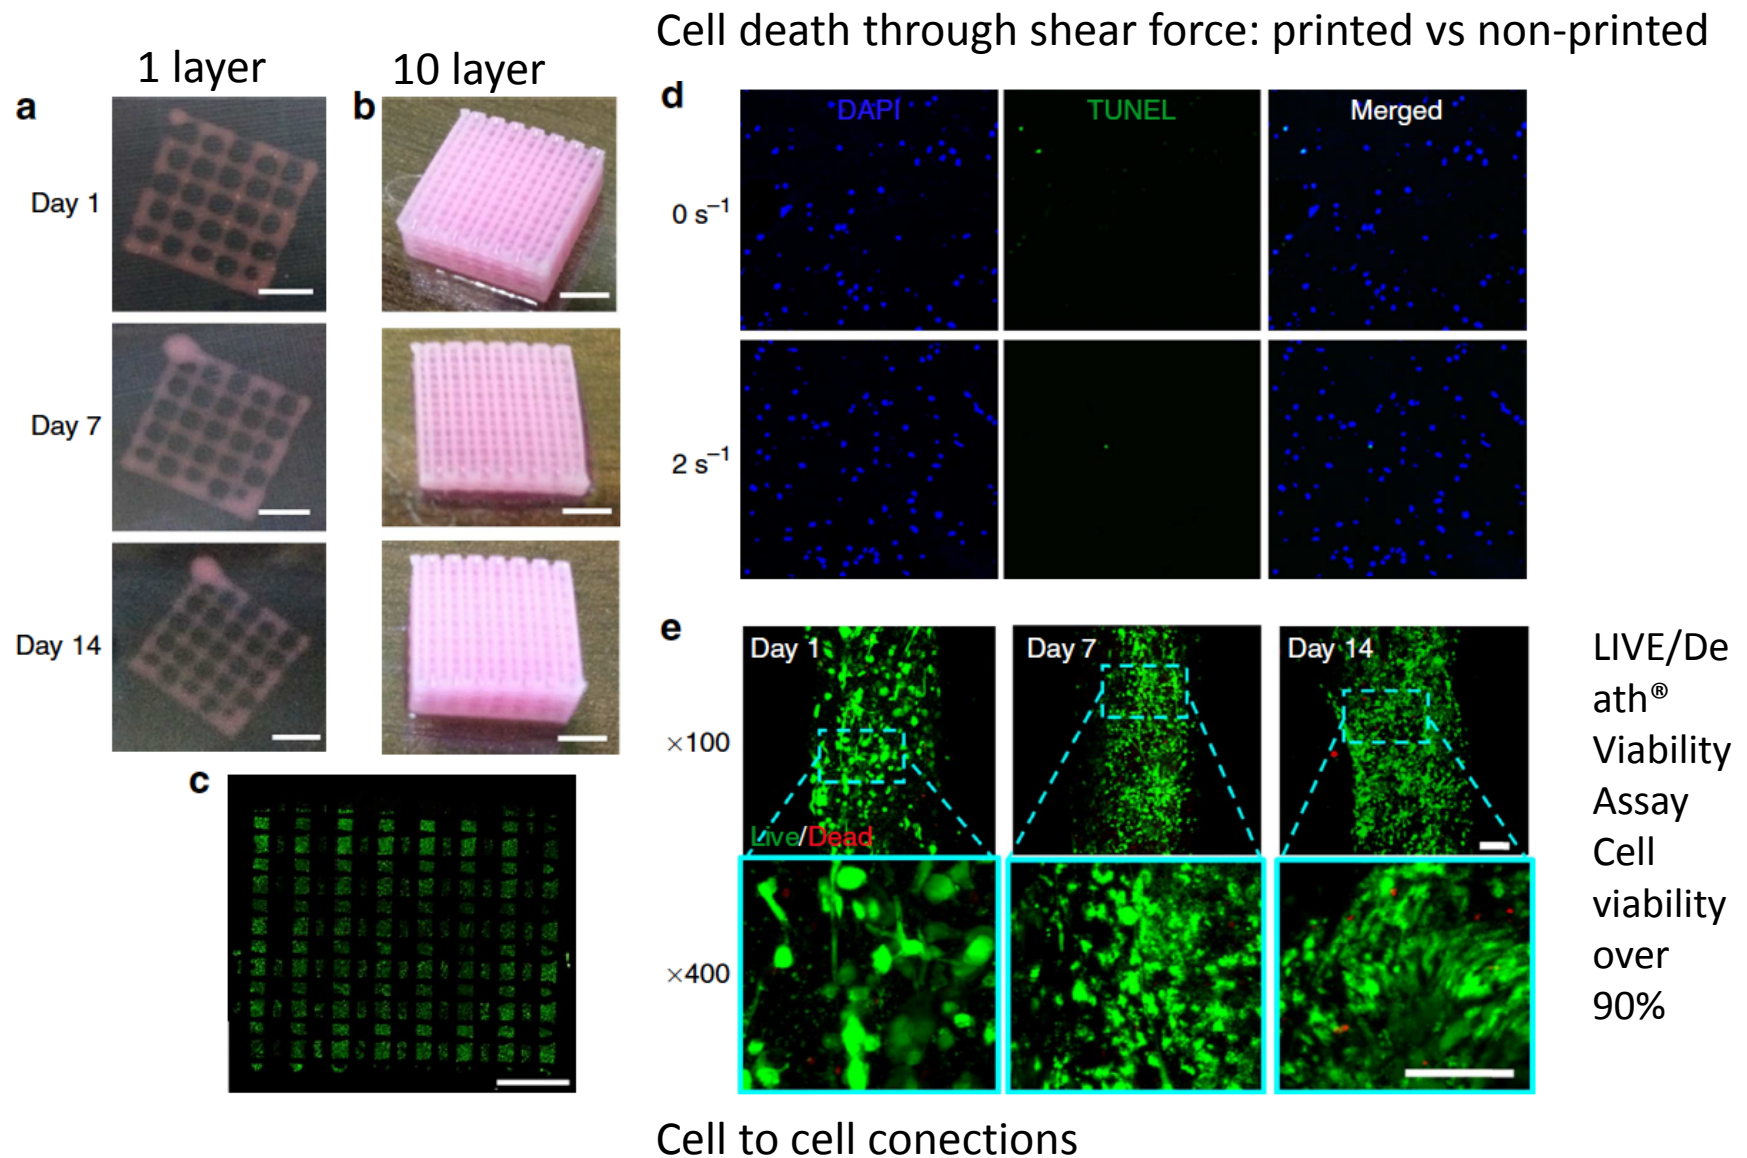 Cell death through shear force: printed vs non-printed
1 layer
10 layer
a
b
Day 1
Day 7
Day 14
c
d
DAPI
TUNEL
Merged
0 s⁻¹
2 s⁻¹
e
Day 1
Day 7
Day 14
×100
Live/Dead
×400
LIVE/De
ath®
Viability
Assay
Cell
viability
over
90%
Cell to cell conections